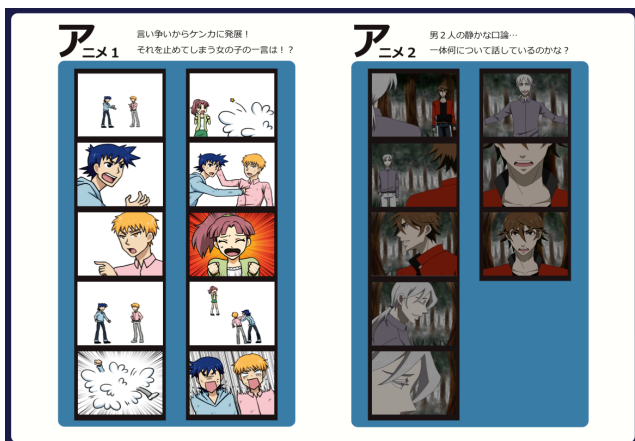 アニメ1
言い争いからケンカに発展！
それを止めてしまう女の子の一言は！？
アニメ2
男２人の静かな口論…
一体何について話しているのかな？